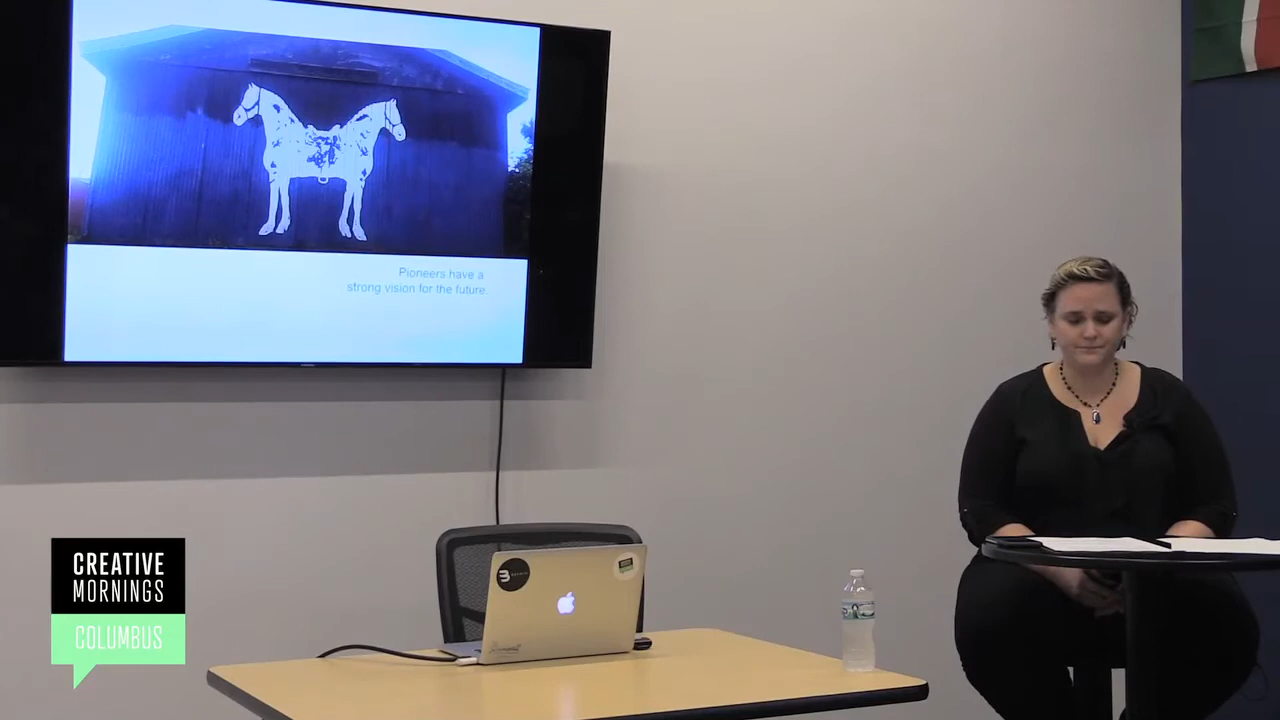 Pioneers have a
strong vision for the future.
CREATIVE
MORNINGS
COLUMBUS